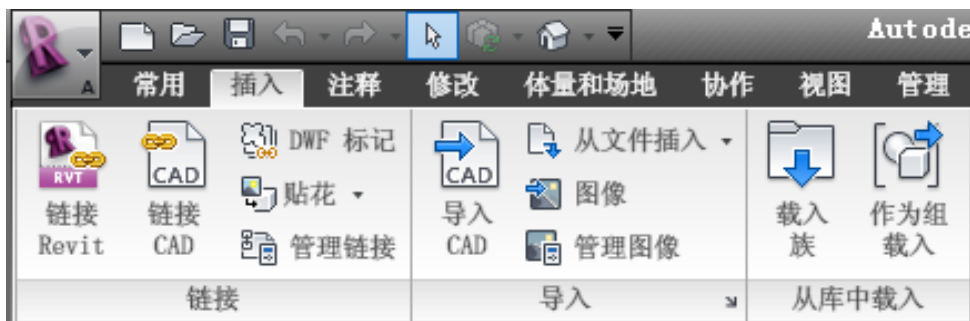 Autode
A
常用 插入 注释 修改 体量和场地 协作 视图 管理
RVT
链接
Revit
CAD
链接
CAD
DWF 标记
贴花
管理链接
CAD
导入
CAD
从文件插入
图像
管理图像
载入
族
作为组
载入
链接 导入 从库中载入